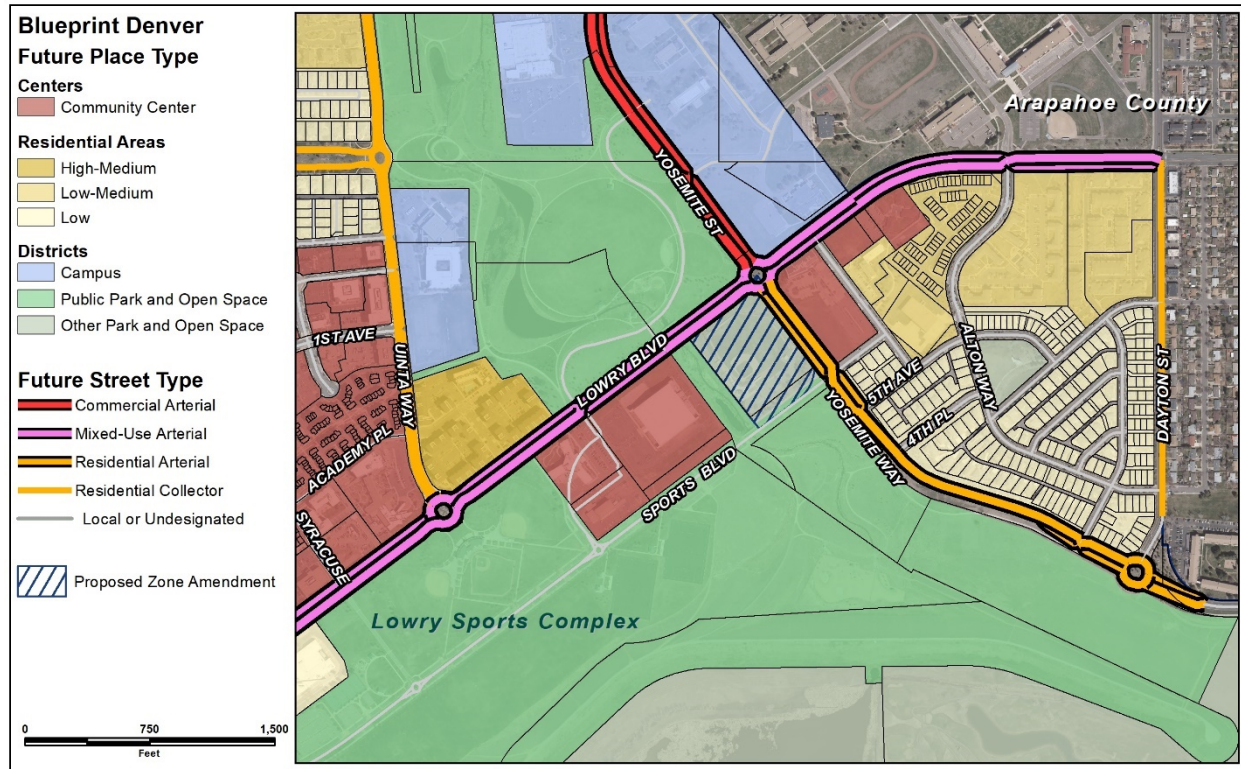 Blueprint Denver
Future Place Type
Centers
Community Center
Residential Areas
High-Medium
Low-Medium
Low
Districts
Campus
Public Park and Open Space
Other Park and Open Space
Future Street Type
Commercial Arterial
Mixed-Use Arterial
Residential Arterial
Residential Collector
Local or Undesignated
Proposed Zone Amendment
0 750 1,500
Feet
Arapahoe County
YOSEMITE ST
1ST AVE
UINTA WAY
LOWRY BLVD
5TH AVE
ALTON WAY
DAYTON ST
4TH PL
YOSEMITE WAY
ACADEMY PL
SYRACUSE
SPORTS BLVD
Lowry Sports Complex